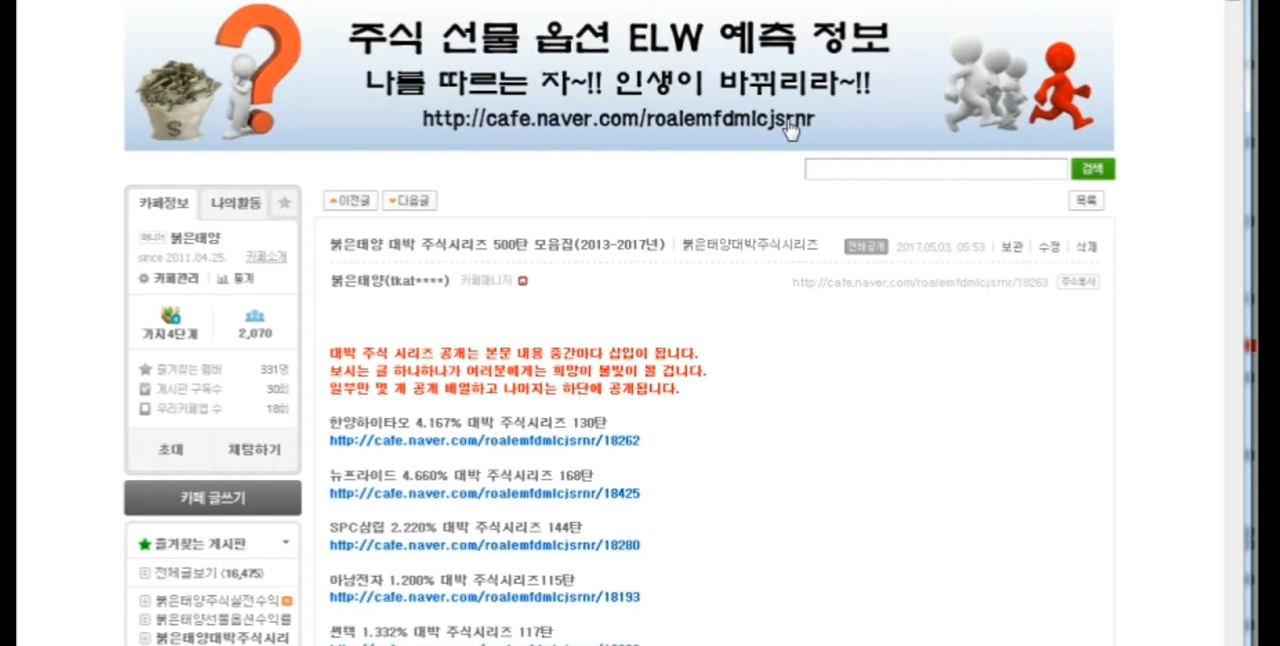 주식 선물 옵션 ELW 예측 정보
나를 따르는 자~!! 인생이 바뀌리라~!!
http://cafe.naver.com/roalemfdmlcjsrnr
검색
카페정보 나의활동
이전글 다음글 목록
매니저 붉은태양
since 2011.04.25. 카페소개
카페관리 통계
가지4단계 2,070
즐겨찾는 멤버 331명
게시판 구독수 30회
우리카페앱 수 18회
초대 채팅하기
카페 글쓰기
즐겨찾는 게시판
전체글보기 (16,475)
붉은태양주식실전수익
붉은태양선물옵션수익률
붉은태양대박주식시리
붉은태양 대박 주식시리즈 500탄 모음집(2013-2017년) | 붉은태양대박주식시리즈 전체공개 2017.05.03. 05:53 | 보관 | 수정 | 삭제
붉은태양(tkat****) 카페매니저 http://cafe.naver.com/roalemfdmlcjsrnr/18263 주소복사
대박 주식 시리즈 공개는 본문 내용 중간마다 삽입이 됩니다.
보시는 글 하나하나가 여러분에게는 희망이 불빛이 될 겁니다.
일부만 몇 개 공개 배열하고 나머지는 하단에 공개됩니다.
한양하이타오 4.167% 대박 주식시리즈 130탄
http://cafe.naver.com/roalemfdmlcjsrnr/18262
뉴프라이드 4.660% 대박 주식시리즈 168탄
http://cafe.naver.com/roalemfdmlcjsrnr/18425
SPC삼립 2.220% 대박 주식시리즈 144탄
http://cafe.naver.com/roalemfdmlcjsrnr/18280
아남전자 1.200% 대박 주식시리즈115탄
http://cafe.naver.com/roalemfdmlcjsrnr/18193
썬텍 1.332% 대박 주식시리즈 117탄